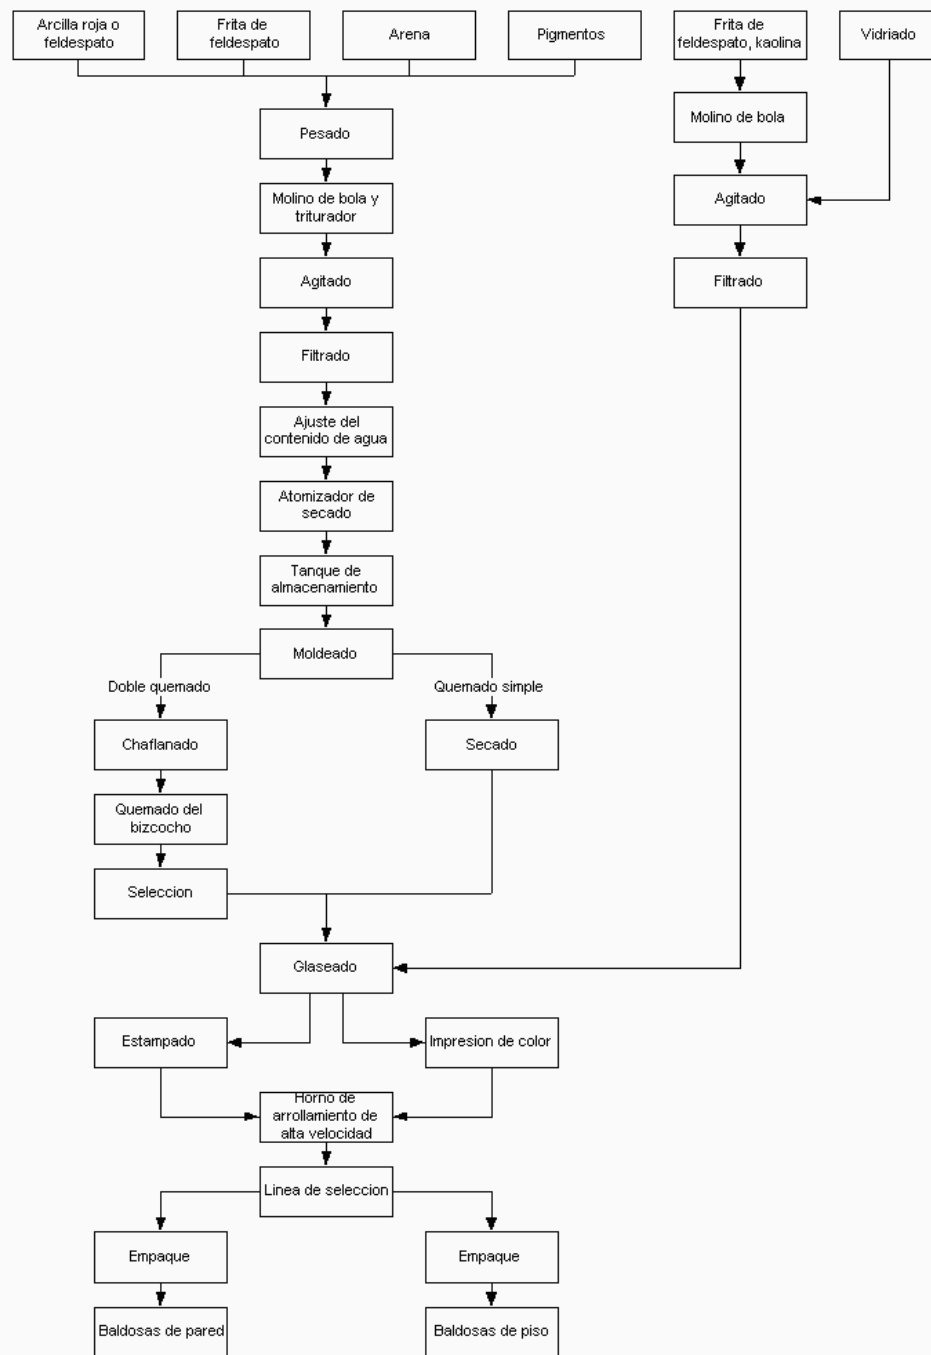 Arcilla roja o
feldespato
Frita de
feldespato
Arena
Pigmentos
Frita de
feldespato, kaolina
Vidriado
Pesado
Molino de bola
Molino de bola y
triturador
Agitado
Agitado
Filtrado
Filtrado
Ajuste del
contenido de agua
Atomizador de
secado
Tanque de
almacenamiento
Moldeado
Doble quemado
Quemado simple
Chaflanado
Secado
Quemado del
bizcocho
Seleccion
Glaseado
Estampado
Impresion de color
Horno de
arrollamiento de
alta velocidad
Linea de seleccion
Empaque
Empaque
Baldosas de pared
Baldosas de piso